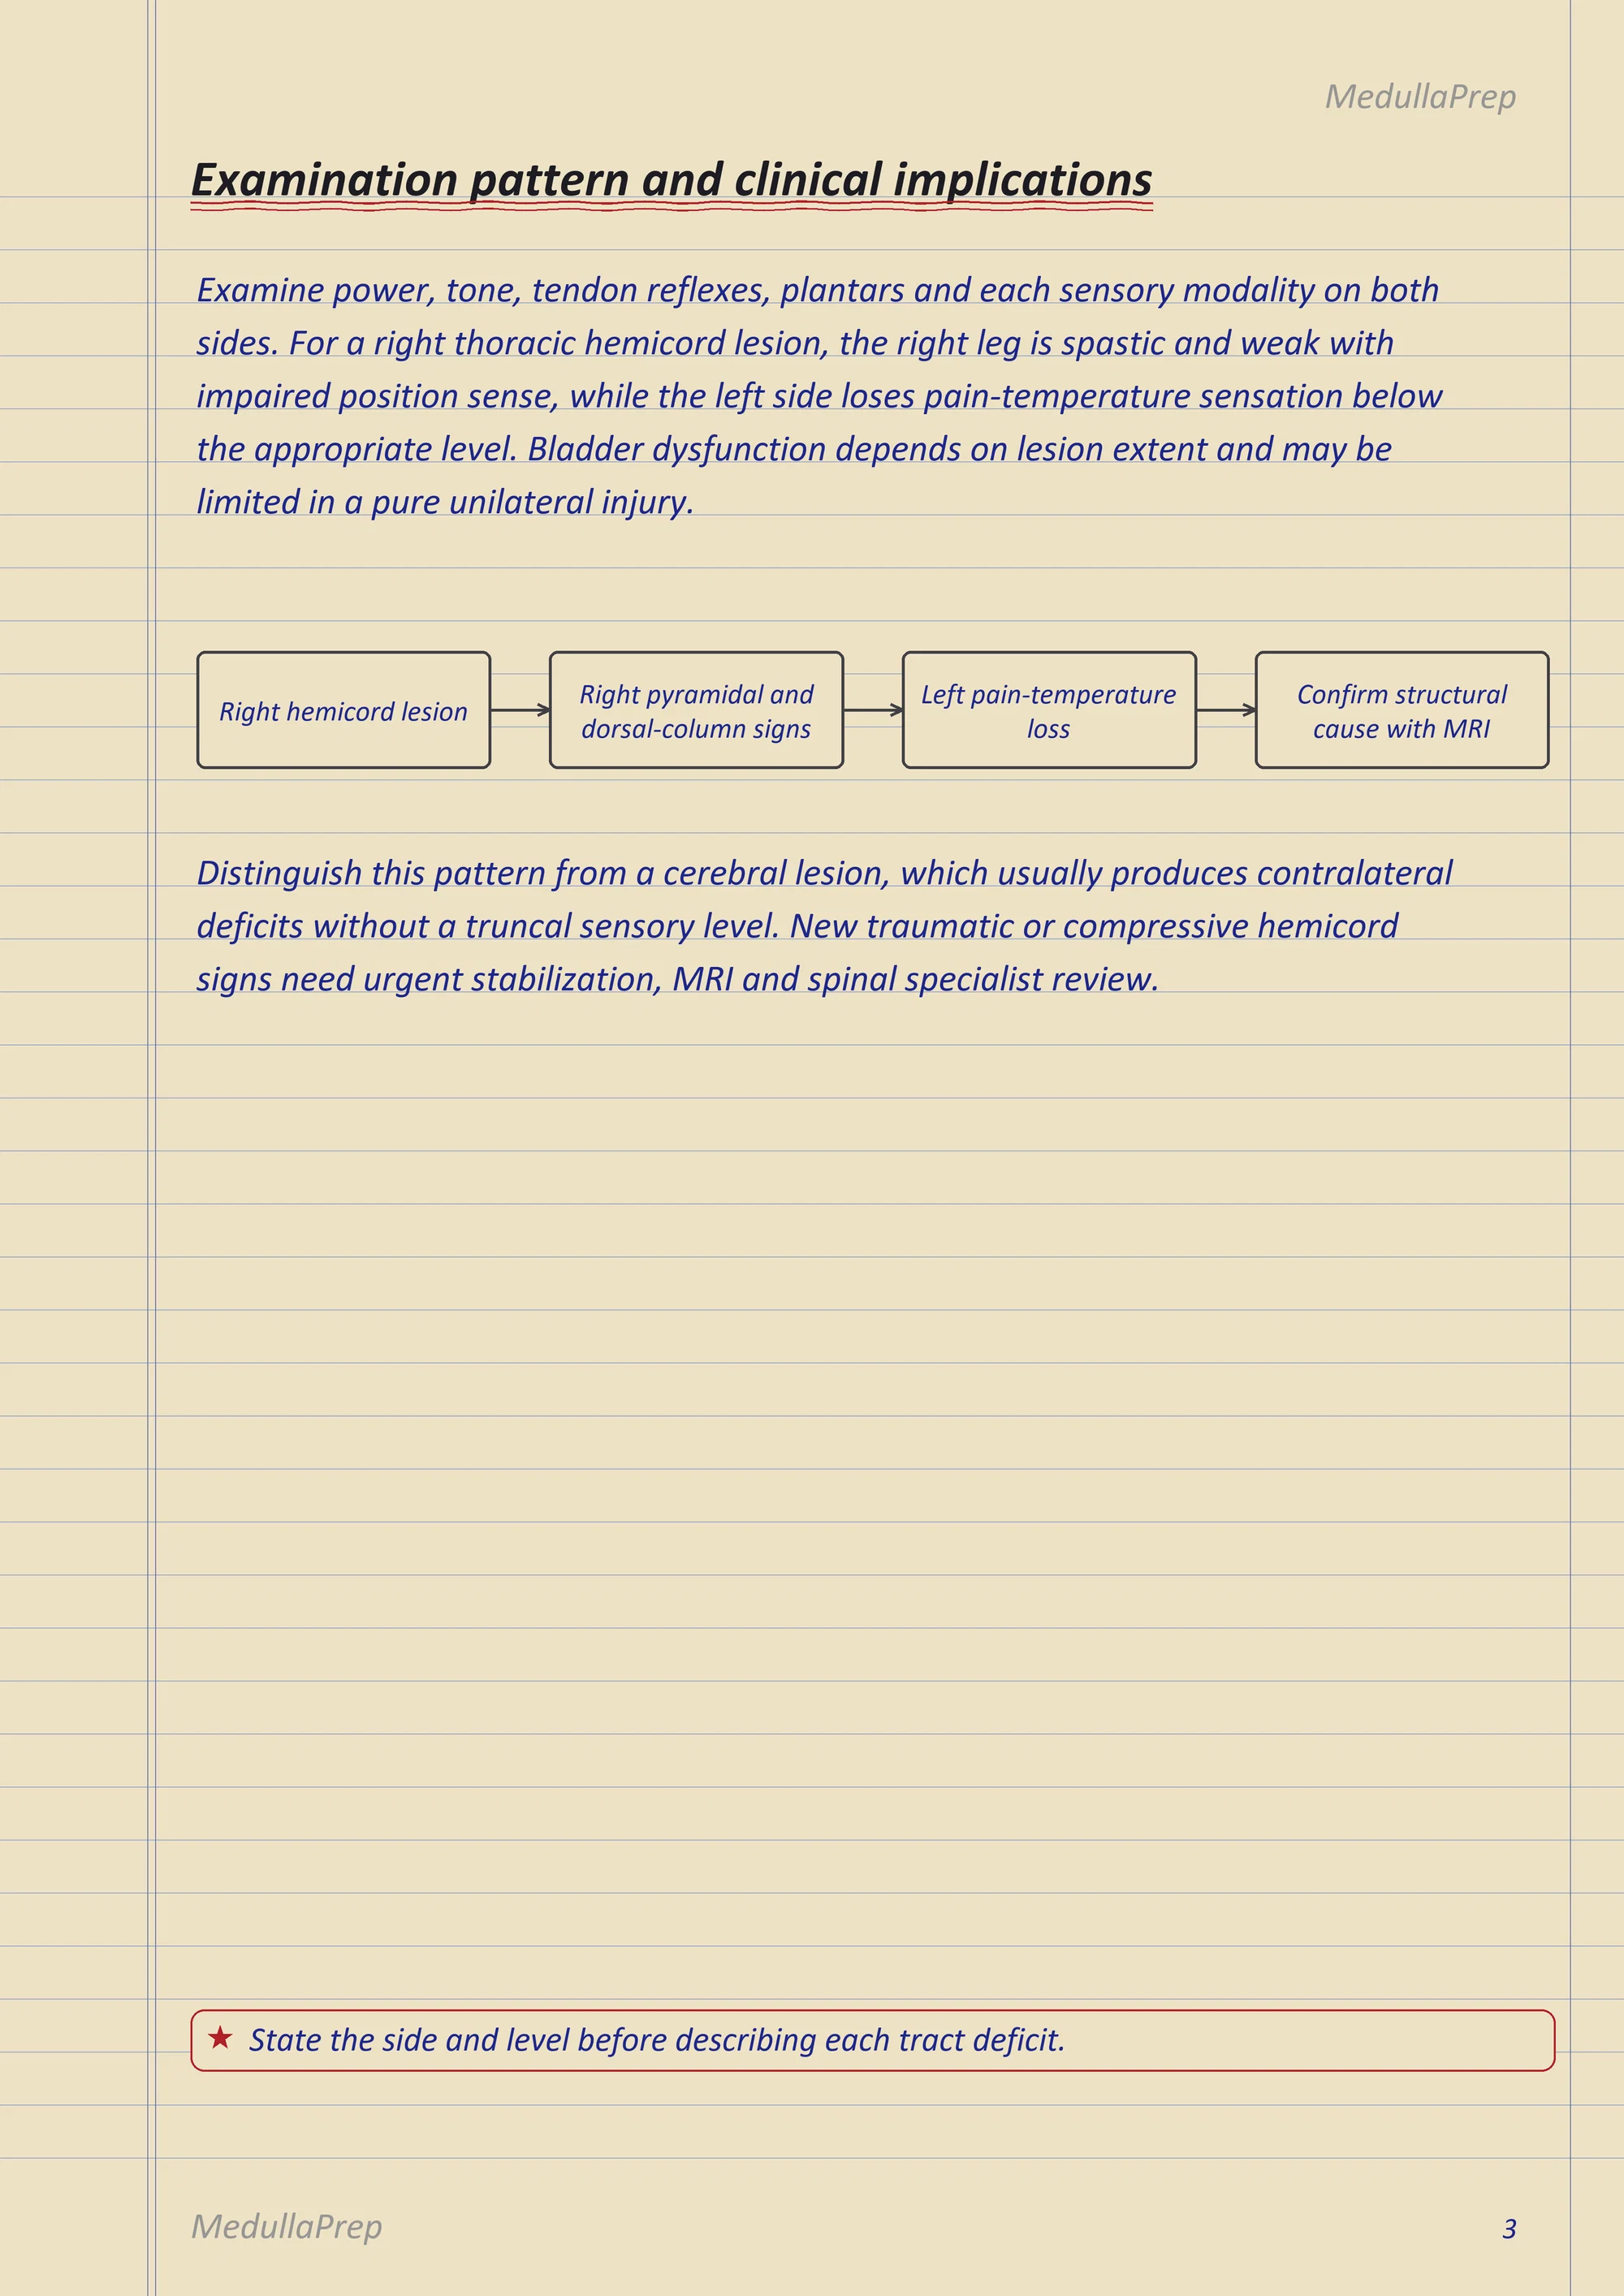 MedullaPrep
Examination pattern and clinical implications
Examine power, tone, tendon reflexes, plantars and each sensory modality on both
sides. For a right thoracic hemicord lesion, the right leg is spastic and weak with
impaired position sense, while the left side loses pain-temperature sensation below
the appropriate level. Bladder dysfunction depends on lesion extent and may be
limited in a pure unilateral injury.
Right hemicord lesion
Right pyramidal and
dorsal-column signs
Left pain-temperature
loss
Confirm structural
cause with MRI
Distinguish this pattern from a cerebral lesion, which usually produces contralateral
deficits without a truncal sensory level. New traumatic or compressive hemicord
signs need urgent stabilization, MRI and spinal specialist review.
★ State the side and level before describing each tract deficit.
MedullaPrep
3